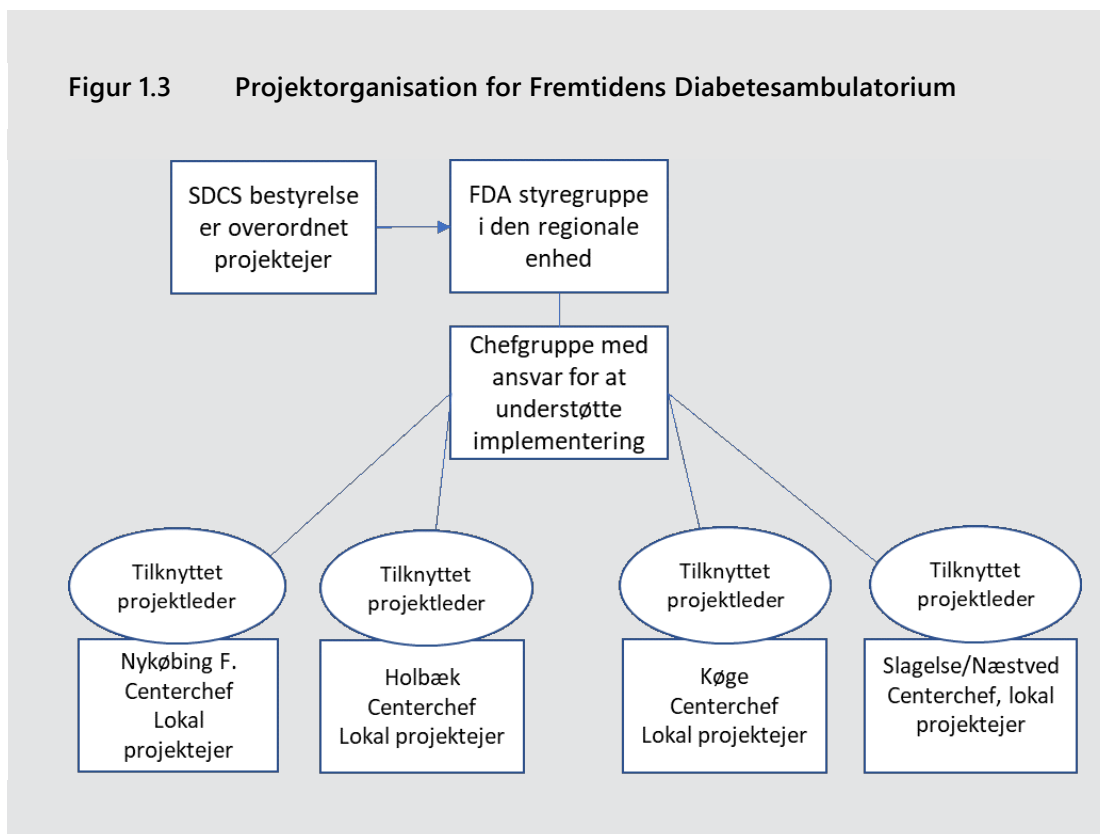 Figur 1.3 Projektorganisation for Fremtidens Diabetesambulatorium
SDCS bestyrelse
er overordnet
projektejer
FDA styregruppe
i den regionale
enhed
Chefgruppe med
ansvar for at
understøtte
implementering
Tilknyttet
projektleder
Tilknyttet
projektleder
Tilknyttet
projektleder
Tilknyttet
projektleder
Nykøbing F.
Centerchef
Lokal
projektejer
Holbæk
Centerchef
Lokal projektejer
Køge
Centerchef
Lokal projektejer
Slagelse/Næstved
Centerchef, lokal
projektejer